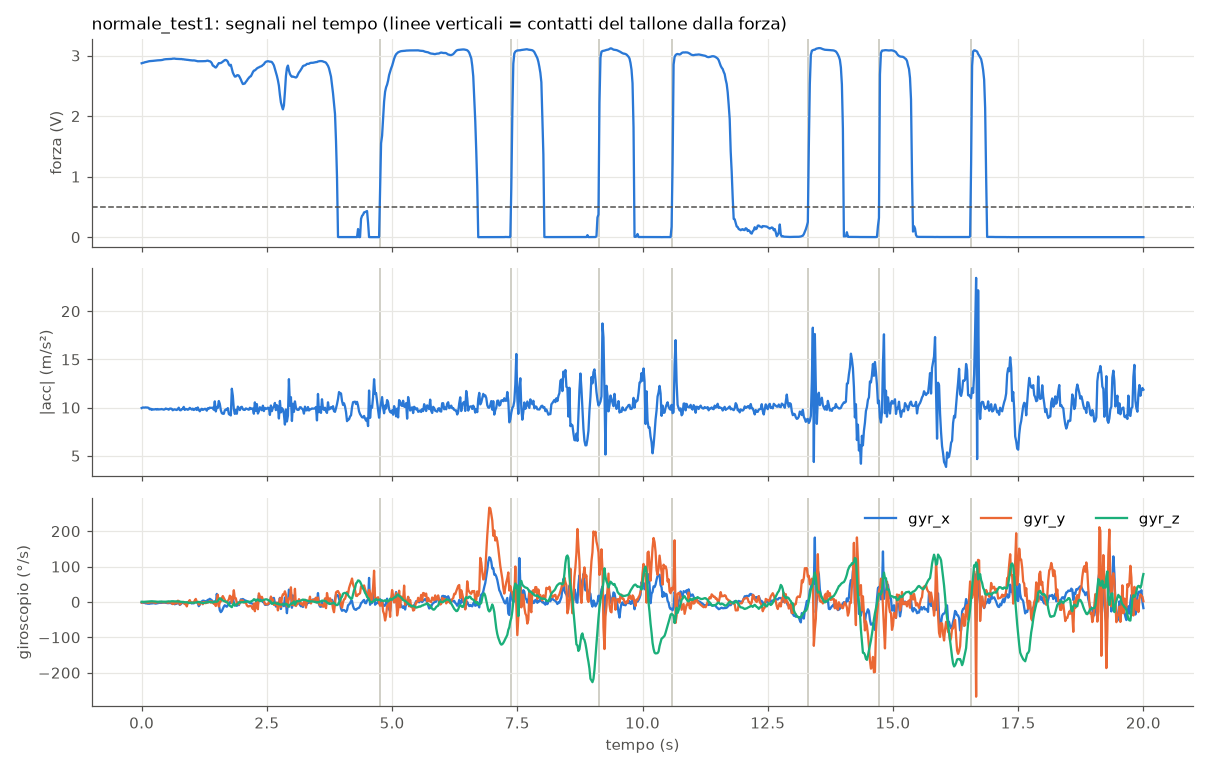 normale_test1: segnali nel tempo (linee verticali = contatti del tallone dalla forza)
forza (V)
3
2
1
0
|acc| (m/s²)
20
15
10
5
giroscopio (°/s)
gyr_x gyr_y gyr_z
200
100
0
−100
−200
0.0 2.5 5.0 7.5 10.0 12.5 15.0 17.5 20.0
tempo (s)